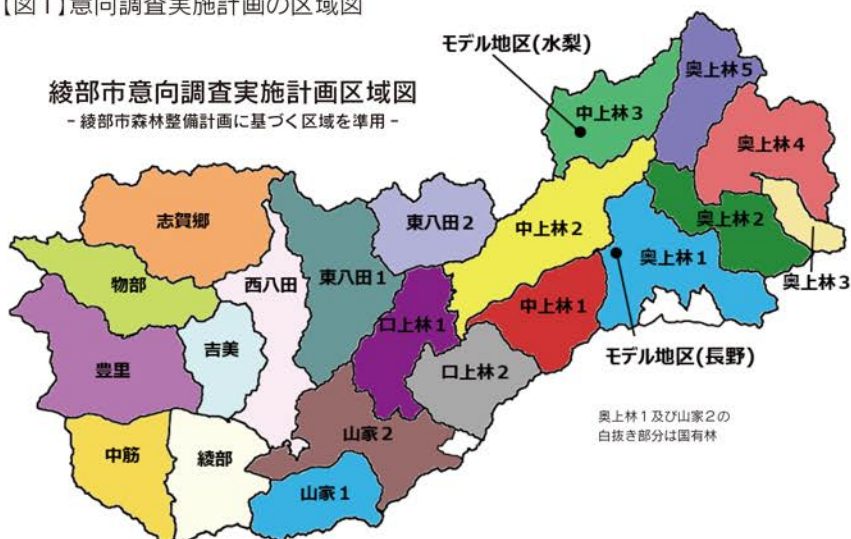 【図1】意向調査実施計画の区域図
モデル地区(水梨)
奥上林5
綾部市意向調査実施計画区域図
- 綾部市森林整備計画に基づく区域を準用 -
中上林3
奥上林4
志賀郷
東八田2
中上林2
奥上林2
奥上林1
物部
西八田
東八田1
奥上林3
中上林1
口上林1
吉美
モデル地区(長野)
豊里
口上林2
奥上林1及び山家2の
白抜き部分は国有林
山家2
中筋
綾部
山家1